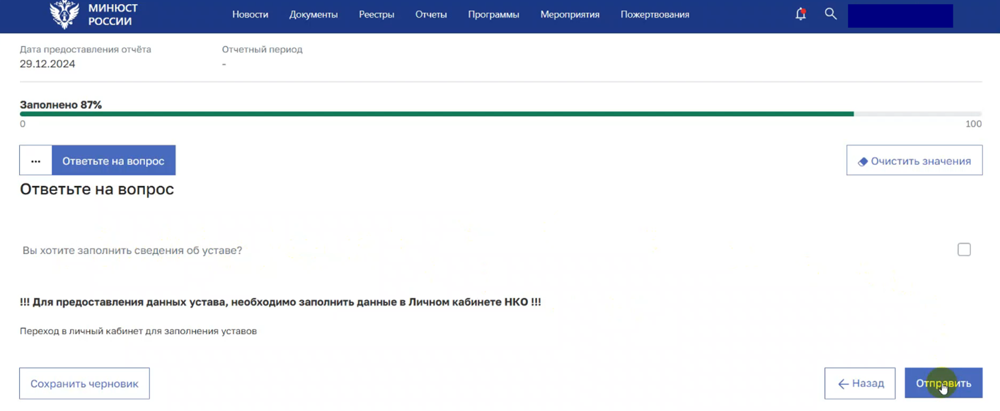 МИНЮСТ
РОССИИ
Новости Документы Реестры Отчеты Программы Мероприятия Пожертвования
Дата предоставления отчёта Отчетный период
29.12.2024 -
Заполнено 87%
0 100
... Ответьте на вопрос Очистить значения
Ответьте на вопрос
Вы хотите заполнить сведения об уставе?
!!! Для предоставления данных устава, необходимо заполнить данные в Личном кабинете НКО !!!
Переход в личный кабинет для заполнения уставов
Сохранить черновик ← Назад Отправить